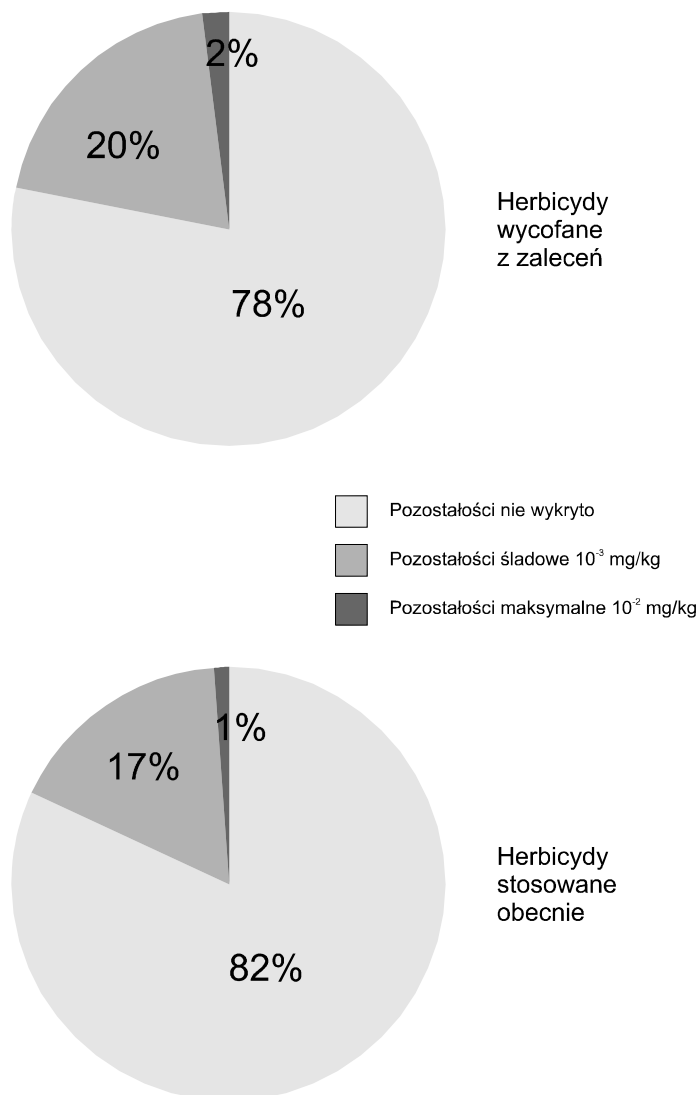 2%
20%
78%
Herbicydy
wycofane
z zaleceń
Pozostałości nie wykryto
Pozostałości śladowe 10⁻³ mg/kg
Pozostałości maksymalne 10⁻² mg/kg
1%
17%
82%
Herbicydy
stosowane
obecnie